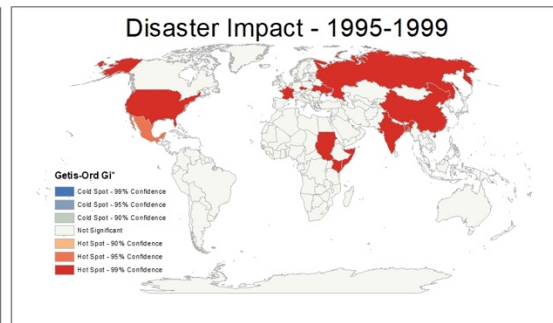 Disaster Impact - 1995-1999
Getis-Ord Gi*
Cold Spot - 99% Confidence
Cold Spot - 95% Confidence
Cold Spot - 90% Confidence
Not Significant
Hot Spot - 90% Confidence
Hot Spot - 95% Confidence
Hot Spot - 99% Confidence